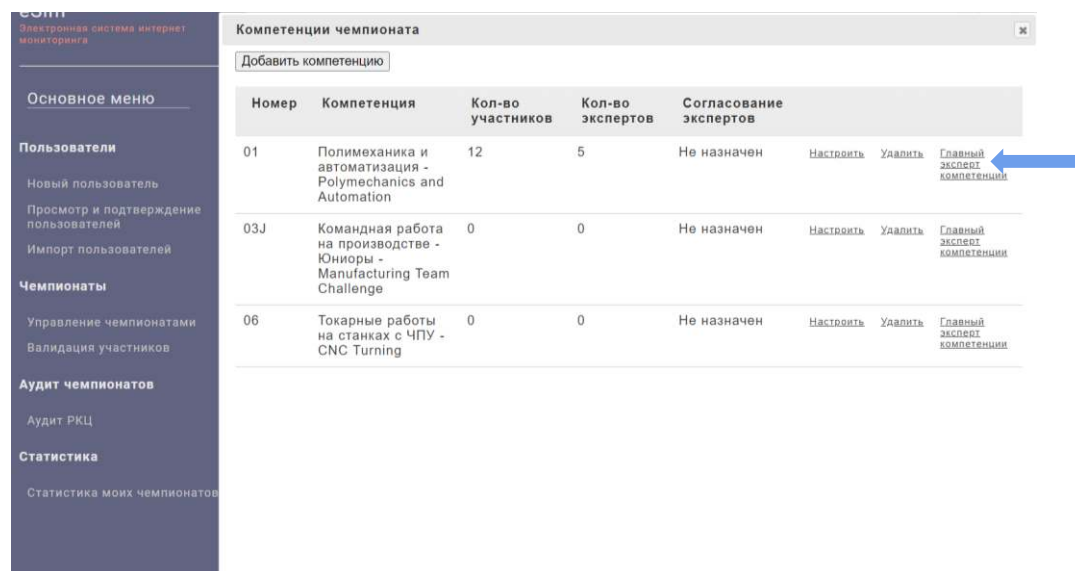 eSim
Электронная система интернет
мониторинга
Основное меню
Пользователи
Новый пользователь
Просмотр и подтверждение
пользователей
Импорт пользователей
Чемпионаты
Управление чемпионатами
Валидация участников
Аудит чемпионатов
Аудит РКЦ
Статистика
Статистика моих чемпионатов
Компетенции чемпионата
Добавить компетенцию
Номер Компетенция Кол-во участников Кол-во экспертов Согласование экспертов
01 Полимеханика и 12 5 Не назначен Настроить Удалить Главный
автоматизация - эксперт
Polymechanics and компетенции
Automation
03J Командная работа 0 0 Не назначен Настроить Удалить Главный
на производстве - эксперт
Юниоры - компетенции
Manufacturing Team
Challenge
06 Токарные работы 0 0 Не назначен Настроить Удалить Главный
на станках с ЧПУ - эксперт
CNC Turning компетенции